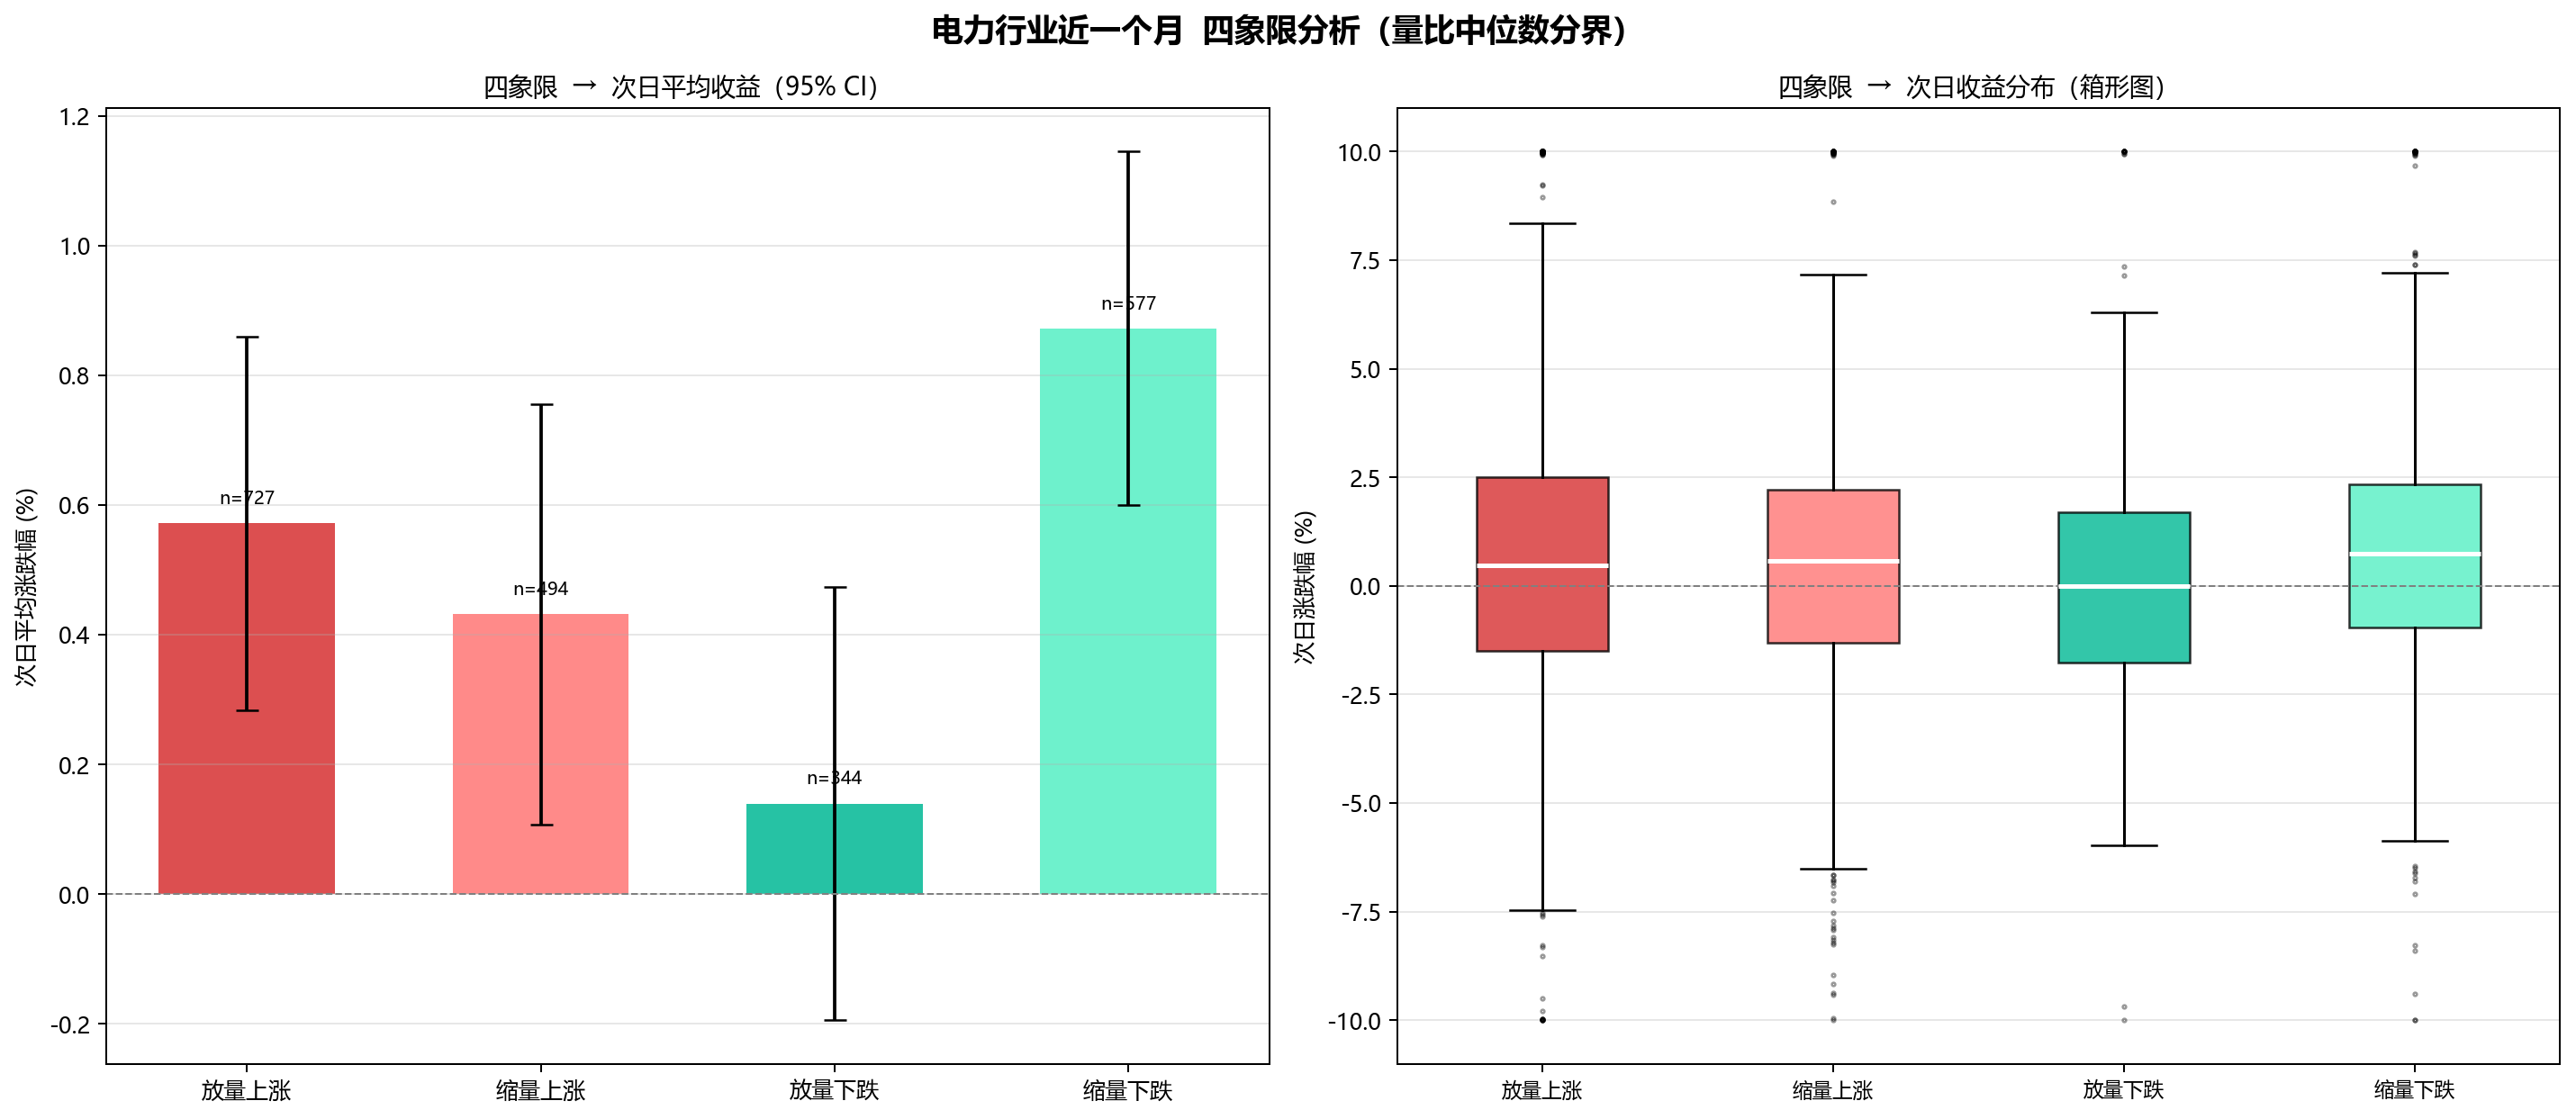 电力行业近一个月 四象限分析（量比中位数分界）
四象限 → 次日平均收益（95% CI）
次日平均涨跌幅 (%)
1.2
1.0
0.8
0.6
0.4
0.2
0.0
-0.2
n=727
n=494
n=344
n=577
放量上涨
缩量上涨
放量下跌
缩量下跌
四象限 → 次日收益分布（箱形图）
次日涨跌幅 (%)
10.0
7.5
5.0
2.5
0.0
-2.5
-5.0
-7.5
-10.0
放量上涨
缩量上涨
放量下跌
缩量下跌